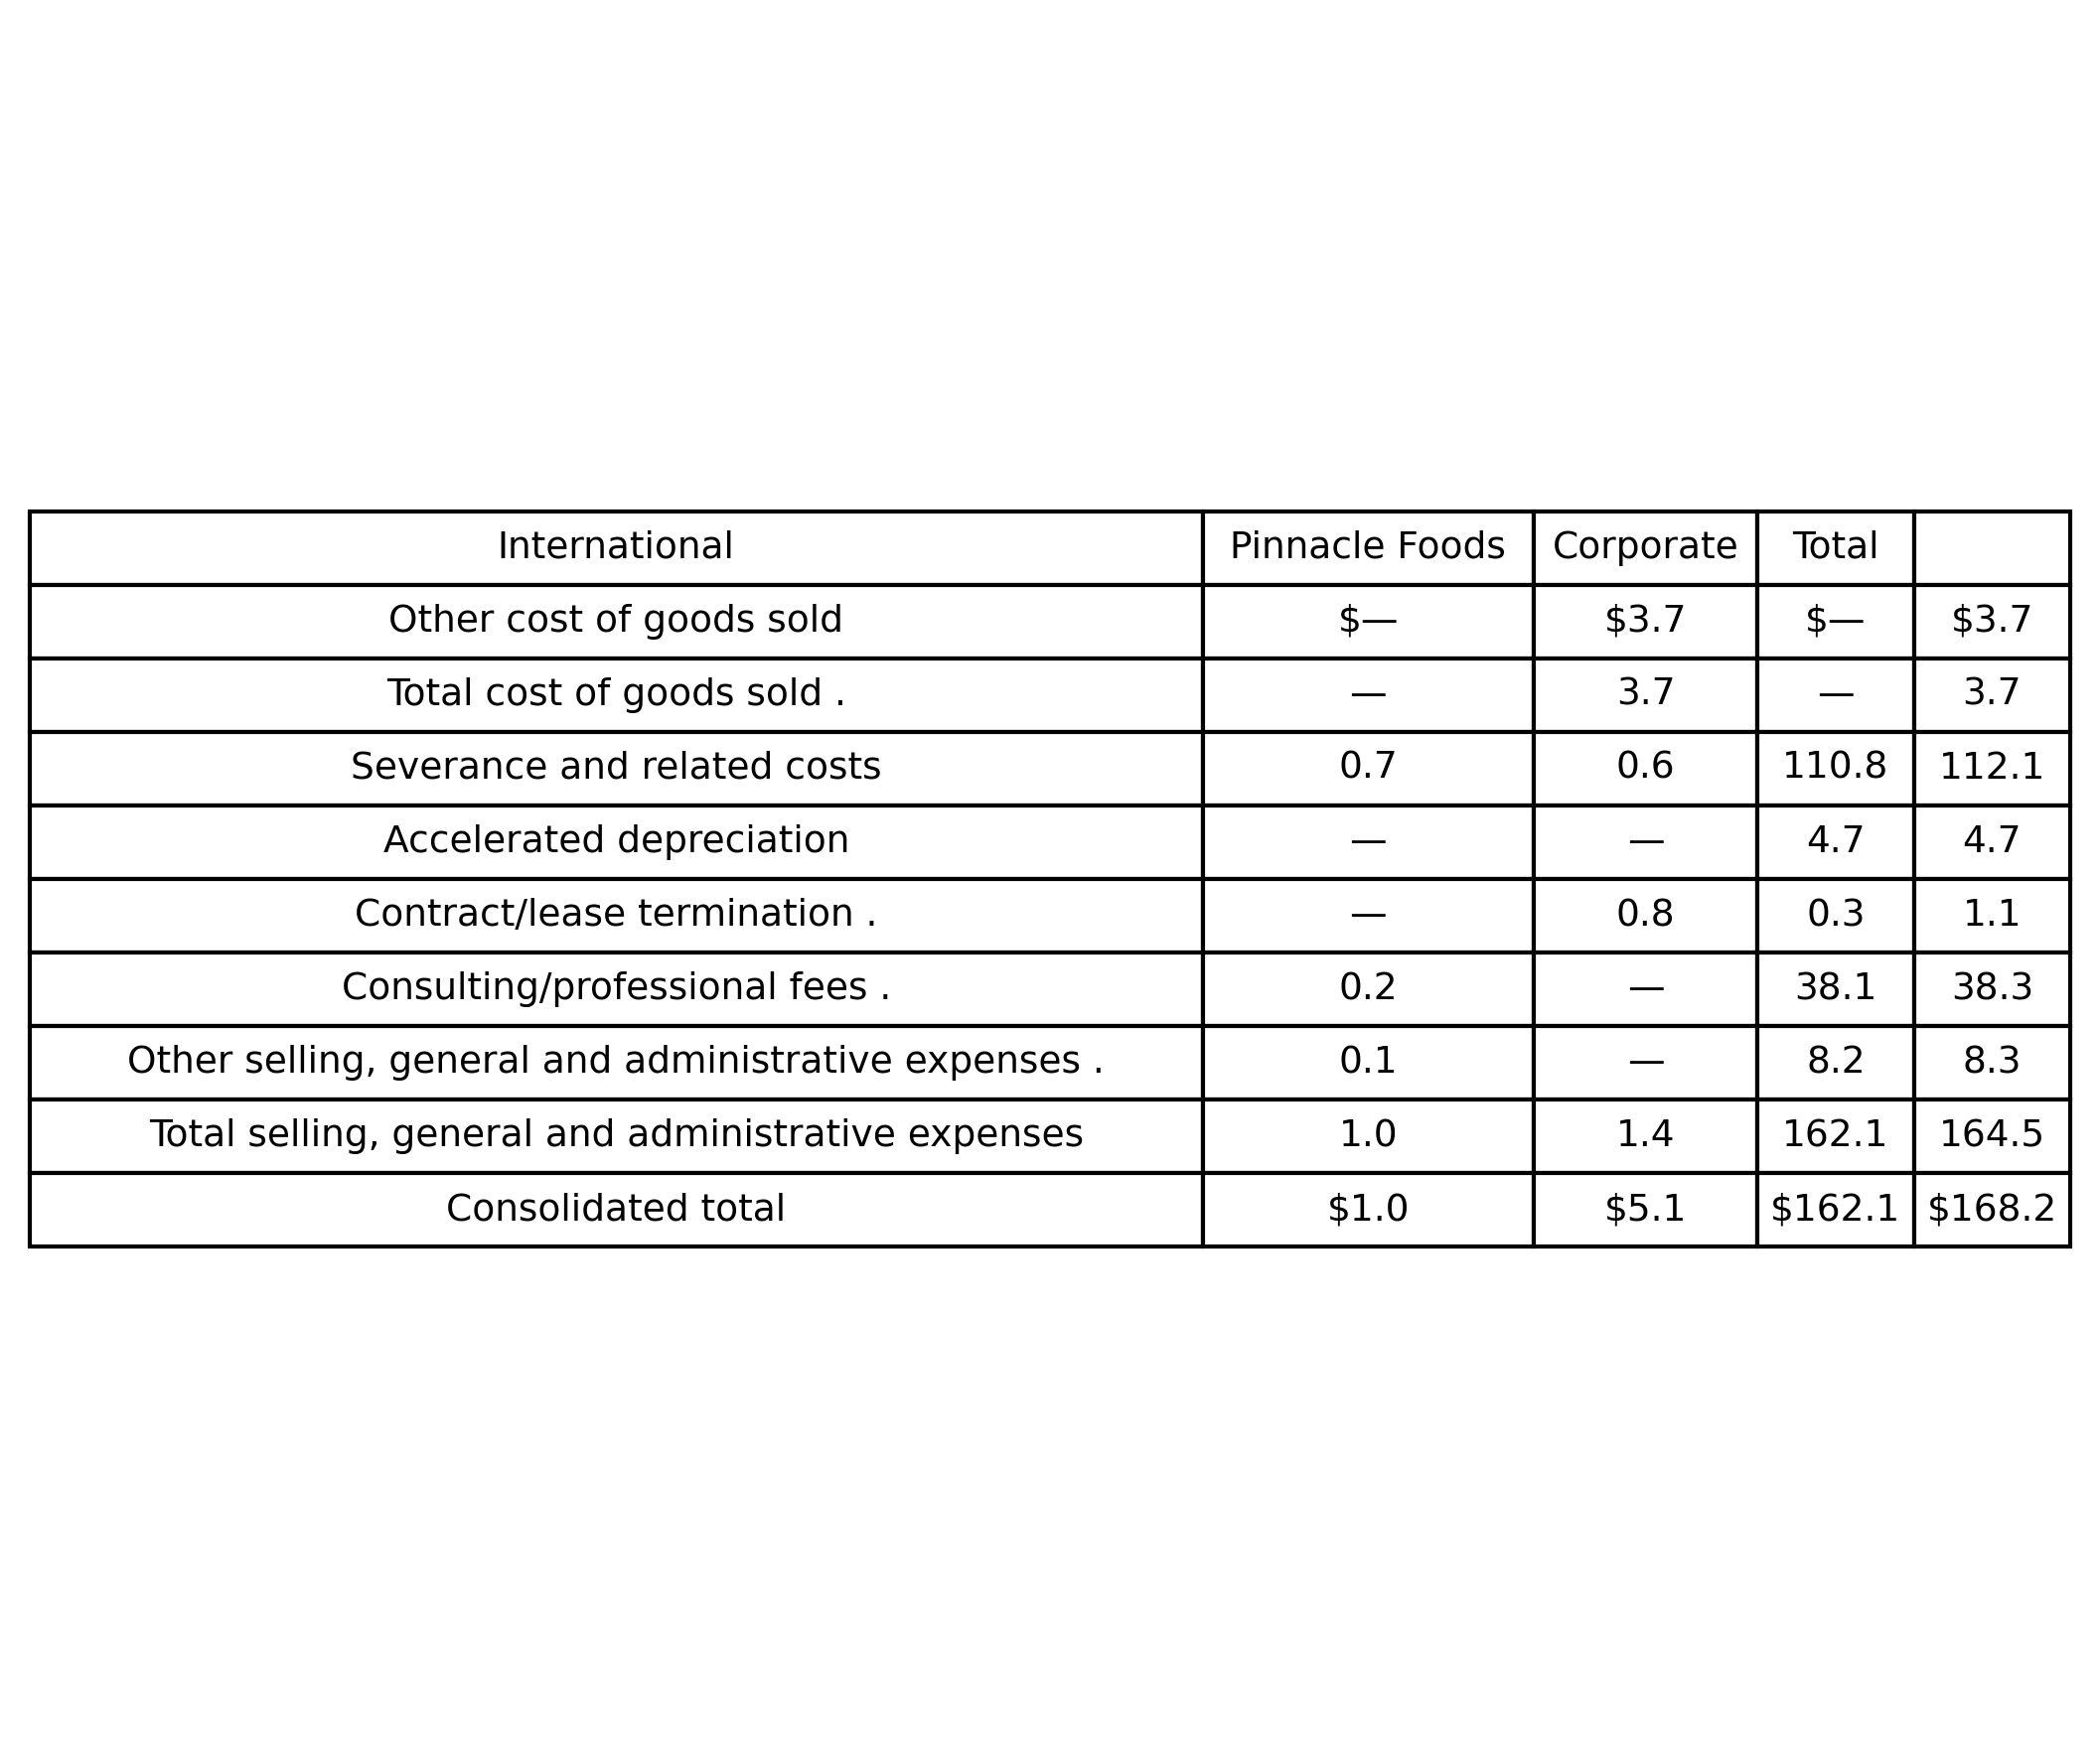 International Pinnacle Foods Corporate Total
Other cost of goods sold $— $3.7 $— $3.7
Total cost of goods sold . — 3.7 — 3.7
Severance and related costs 0.7 0.6 110.8 112.1
Accelerated depreciation — — 4.7 4.7
Contract/lease termination . — 0.8 0.3 1.1
Consulting/professional fees . 0.2 — 38.1 38.3
Other selling, general and administrative expenses . 0.1 — 8.2 8.3
Total selling, general and administrative expenses 1.0 1.4 162.1 164.5
Consolidated total $1.0 $5.1 $162.1 $168.2